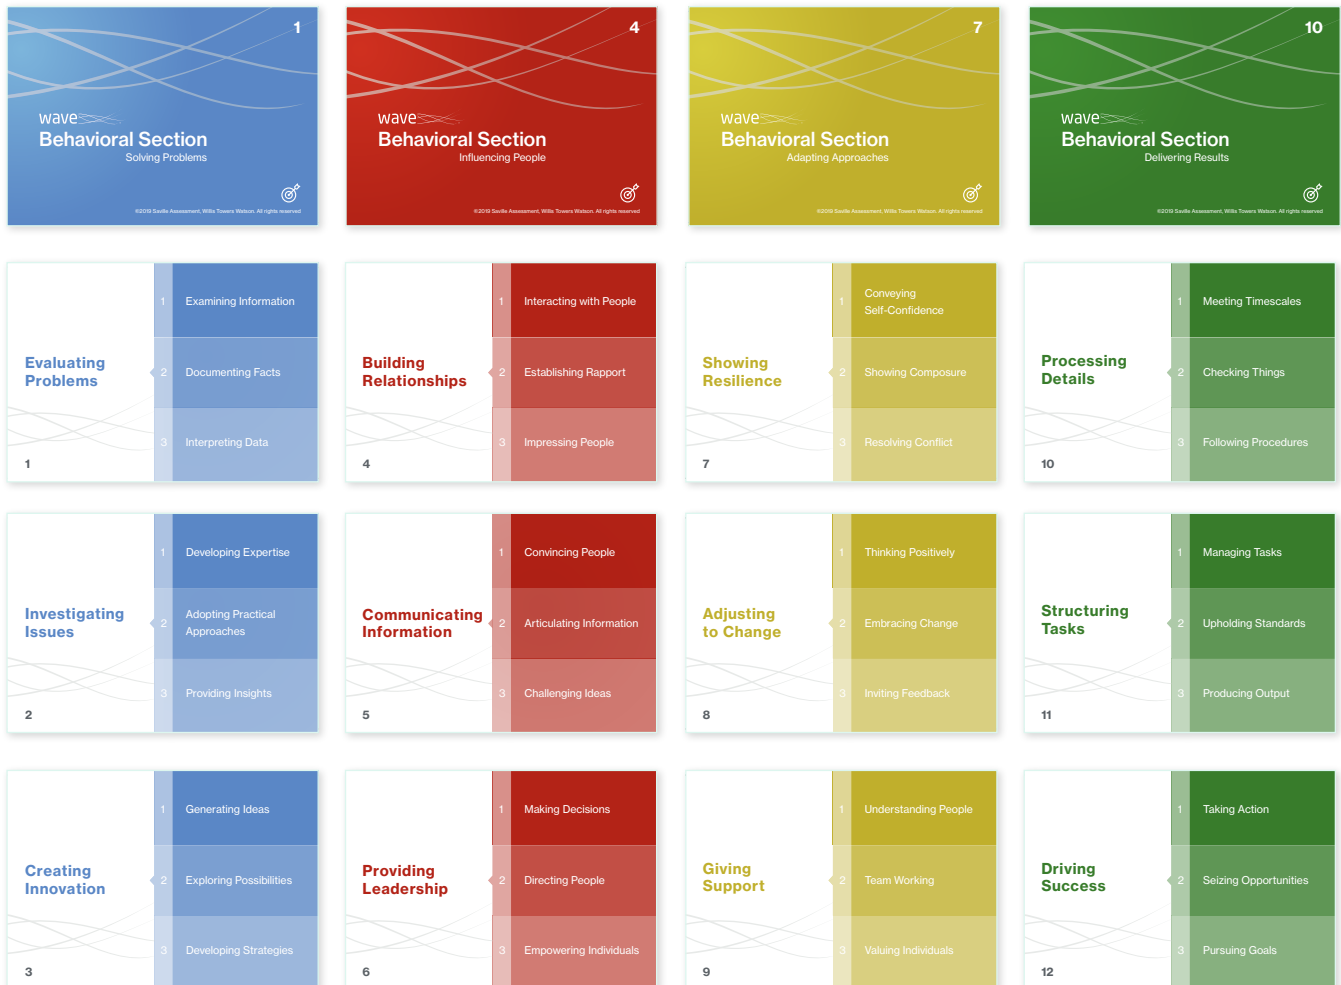 1
wave
Behavioral Section
Solving Problems
©2019 Saville Assessment, Willis Towers Watson. All rights reserved
4
wave
Behavioral Section
Influencing People
©2019 Saville Assessment, Willis Towers Watson. All rights reserved
7
wave
Behavioral Section
Adapting Approaches
©2019 Saville Assessment, Willis Towers Watson. All rights reserved
10
wave
Behavioral Section
Delivering Results
©2019 Saville Assessment, Willis Towers Watson. All rights reserved
Evaluating
Problems
1 Examining Information
2 Documenting Facts
3 Interpreting Data
1
Building
Relationships
1 Interacting with People
2 Establishing Rapport
3 Impressing People
4
Showing
Resilience
1 Conveying
Self-Confidence
2 Showing Composure
3 Resolving Conflict
7
Processing
Details
1 Meeting Timescales
2 Checking Things
3 Following Procedures
10
Investigating
Issues
1 Developing Expertise
2 Adopting Practical
Approaches
3 Providing Insights
2
Communicating
Information
1 Convincing People
2 Articulating Information
3 Challenging Ideas
5
Adjusting
to Change
1 Thinking Positively
2 Embracing Change
3 Inviting Feedback
8
Structuring
Tasks
1 Managing Tasks
2 Upholding Standards
3 Producing Output
11
Creating
Innovation
1 Generating Ideas
2 Exploring Possibilities
3 Developing Strategies
3
Providing
Leadership
1 Making Decisions
2 Directing People
3 Empowering Individuals
6
Giving
Support
1 Understanding People
2 Team Working
3 Valuing Individuals
9
Driving
Success
1 Taking Action
2 Seizing Opportunities
3 Pursuing Goals
12